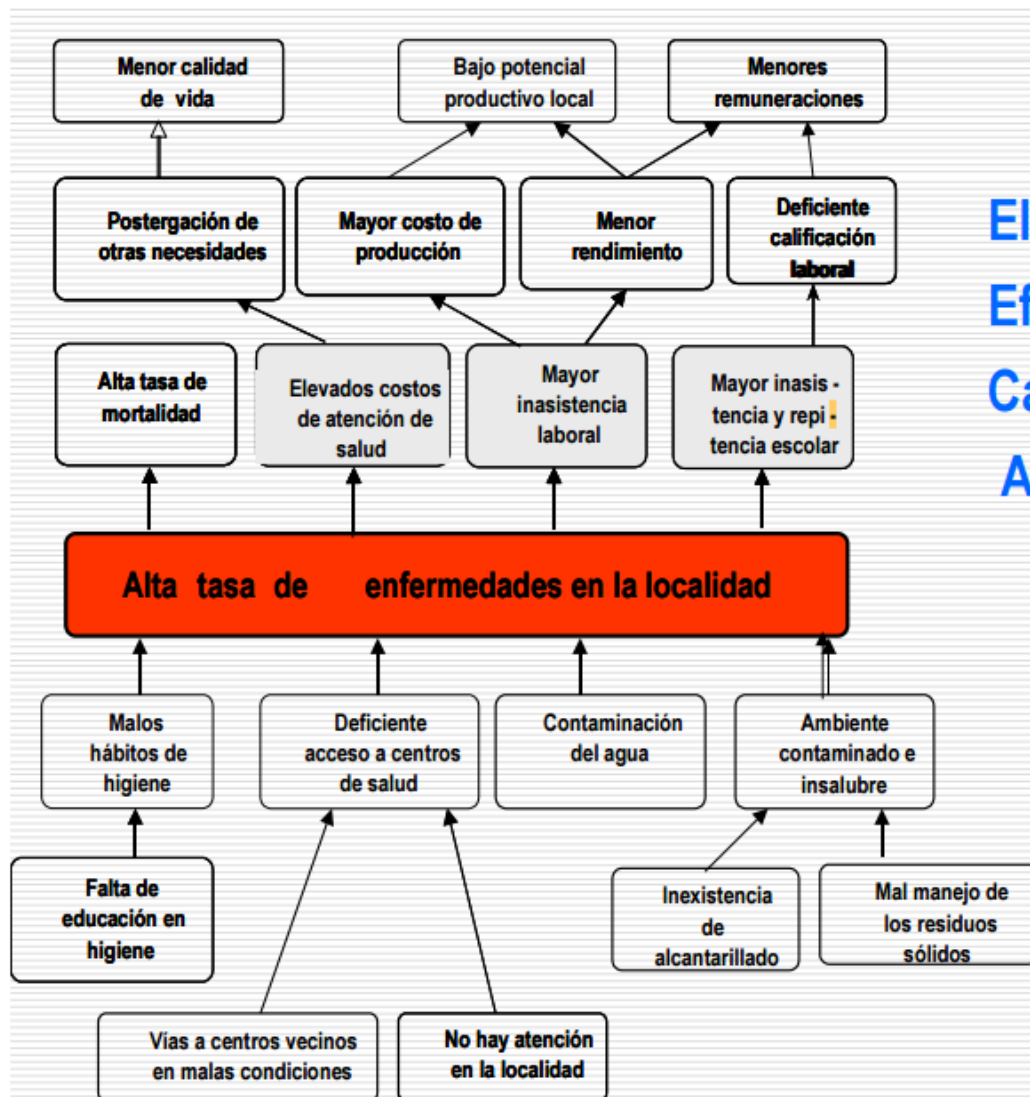 Menor calidad
de vida
Bajo potencial
productivo local
Menores
remuneraciones
Postergación de
otras necesidades
Mayor costo de
producción
Menor
rendimiento
Deficiente
calificación
laboral
Alta tasa de
mortalidad
Elevados costos
de atención de
salud
Mayor
inasistencia
laboral
Mayor inasis -
tencia y repi -
tencia escolar
El
Ef
Ca
A
Alta tasa de enfermedades en la localidad
Malos
hábitos de
higiene
Deficiente
acceso a centros
de salud
Contaminación
del agua
Ambiente
contaminado e
insalubre
Falta de
educación en
higiene
Inexistencia
de
alcantarillado
Mal manejo de
los residuos
sólidos
Vías a centros vecinos
en malas condiciones
No hay atención
en la localidad